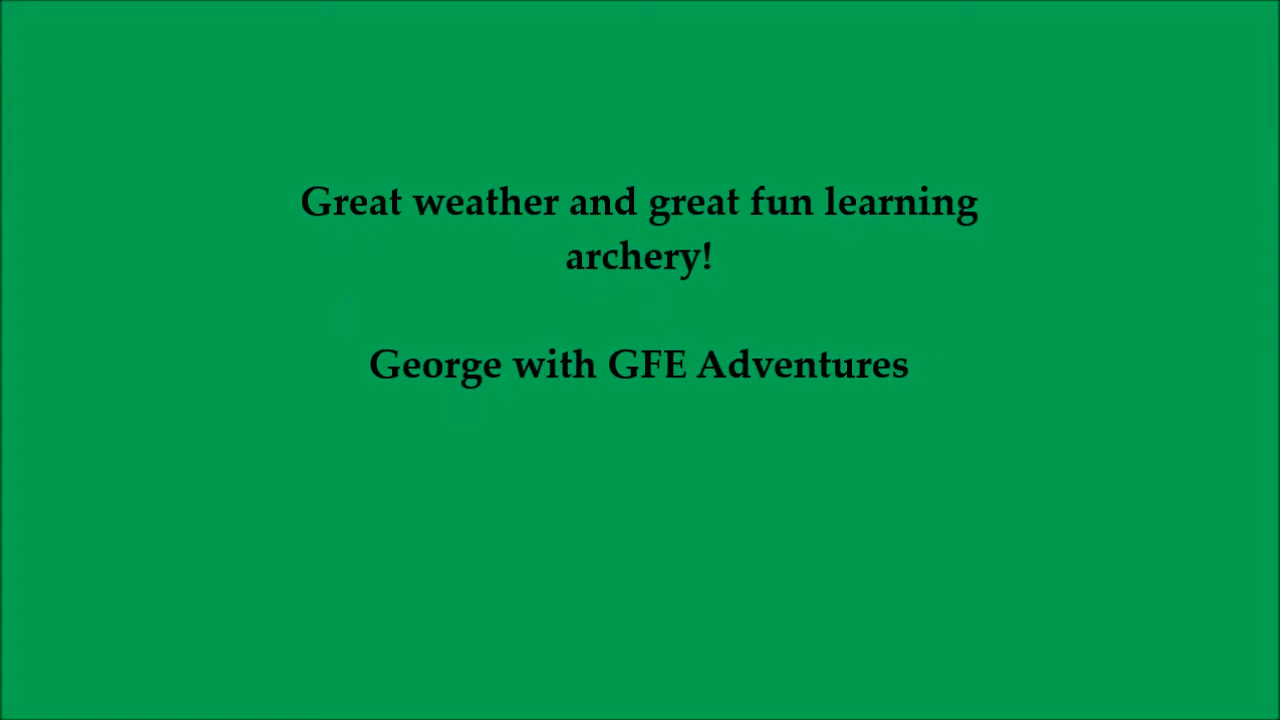 Great weather and great fun learning
archery!
George with GFE Adventures